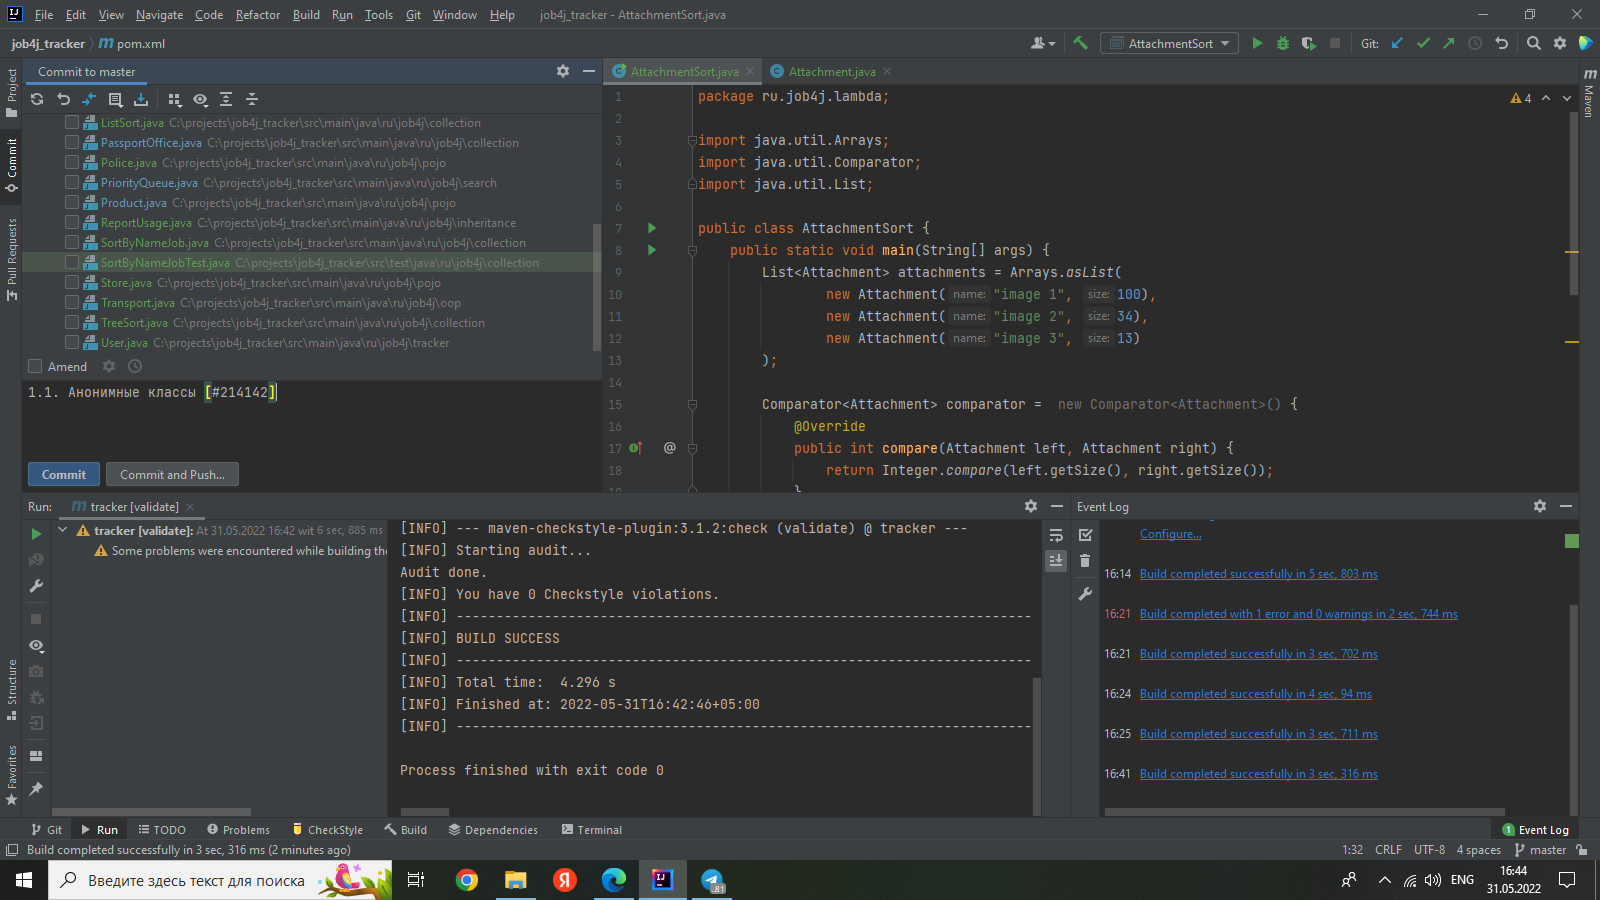 File Edit View Navigate Code Refactor Build Run Tools Git Window Help job4j_tracker - AttachmentSort.java
job4j_tracker pom.xml
AttachmentSort
Git:
Project
Commit
Pull Requests
Structure
Favorites
Maven
Commit to master
ListSort.java C:\projects\job4j_tracker\src\main\java\ru\job4j\collection
PassportOffice.java C:\projects\job4j_tracker\src\main\java\ru\job4j\collection
Police.java C:\projects\job4j_tracker\src\main\java\ru\job4j\pojo
PriorityQueue.java C:\projects\job4j_tracker\src\main\java\ru\job4j\search
Product.java C:\projects\job4j_tracker\src\main\java\ru\job4j\pojo
ReportUsage.java C:\projects\job4j_tracker\src\main\java\ru\job4j\inheritance
SortByNameJob.java C:\projects\job4j_tracker\src\main\java\ru\job4j\collection
SortByNameJobTest.java C:\projects\job4j_tracker\src\test\java\ru\job4j\collection
Store.java C:\projects\job4j_tracker\src\main\java\ru\job4j\pojo
Transport.java C:\projects\job4j_tracker\src\main\java\ru\job4j\oop
TreeSort.java C:\projects\job4j_tracker\src\main\java\ru\job4j\collection
User.java C:\projects\job4j_tracker\src\main\java\ru\job4j\tracker
Amend
1.1. Анонимные классы [#214142]
Commit
Commit and Push...
AttachmentSort.java Attachment.java
4
1 package ru.job4j.lambda;
2
3 import java.util.Arrays;
4 import java.util.Comparator;
5 import java.util.List;
6
7 public class AttachmentSort {
8 public static void main(String[] args) {
9 List<Attachment> attachments = Arrays.asList(
10 new Attachment( name: "image 1", size: 100),
11 new Attachment( name: "image 2", size: 34),
12 new Attachment( name: "image 3", size: 13)
13 );
14
15 Comparator<Attachment> comparator = new Comparator<Attachment>() {
16 @Override
17 @ public int compare(Attachment left, Attachment right) {
18 return Integer.compare(left.getSize(), right.getSize());
19 }
Run: tracker [validate]
tracker [validate]: At 31.05.2022 16:42 wit 6 sec, 885 ms
Some problems were encountered while building the
[INFO] --- maven-checkstyle-plugin:3.1.2:check (validate) @ tracker ---
[INFO] Starting audit...
Audit done.
[INFO] You have 0 Checkstyle violations.
[INFO] ------------------------------------------------------------------------
[INFO] BUILD SUCCESS
[INFO] ------------------------------------------------------------------------
[INFO] Total time:  4.296 s
[INFO] Finished at: 2022-05-31T16:42:46+05:00
[INFO] ------------------------------------------------------------------------
Process finished with exit code 0
Event Log
Configure...
16:14 Build completed successfully in 5 sec, 803 ms
16:21 Build completed with 1 error and 0 warnings in 2 sec, 744 ms
16:21 Build completed successfully in 3 sec, 702 ms
16:24 Build completed successfully in 4 sec, 94 ms
16:25 Build completed successfully in 3 sec, 711 ms
16:41 Build completed successfully in 3 sec, 316 ms
Git Run TODO Problems CheckStyle Build Dependencies Terminal 1 Event Log
Build completed successfully in 3 sec, 316 ms (2 minutes ago) 1:32 CRLF UTF-8 4 spaces master
Введите здесь текст для поиска
Я
81
ENG
16:44
31.05.2022